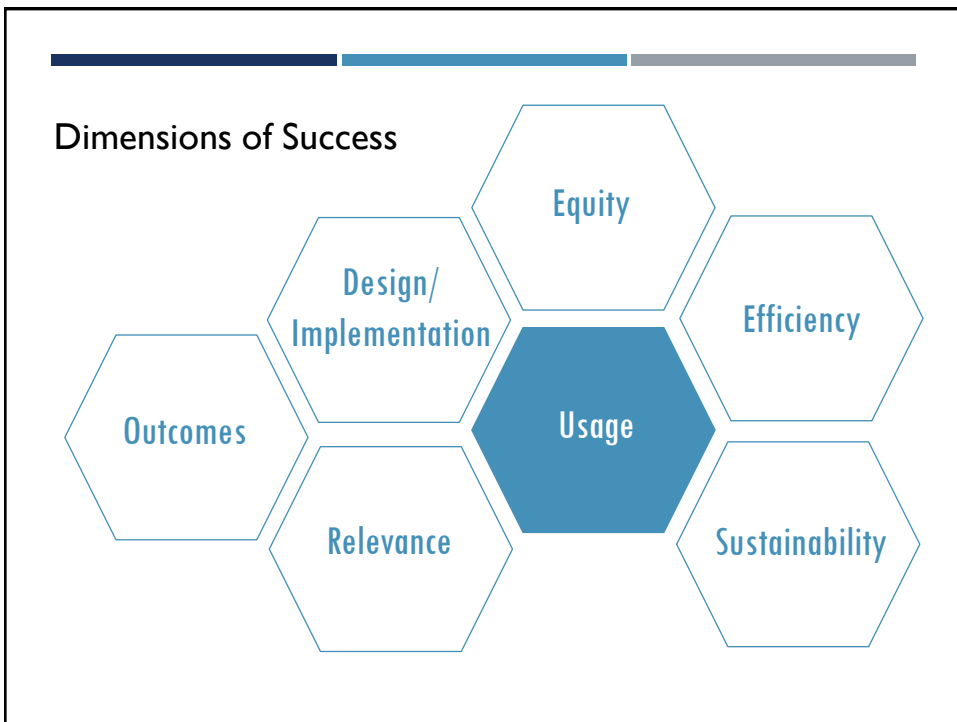 Dimensions of Success
Equity
Design/
Implementation
Efficiency
Outcomes
Usage
Relevance
Sustainability